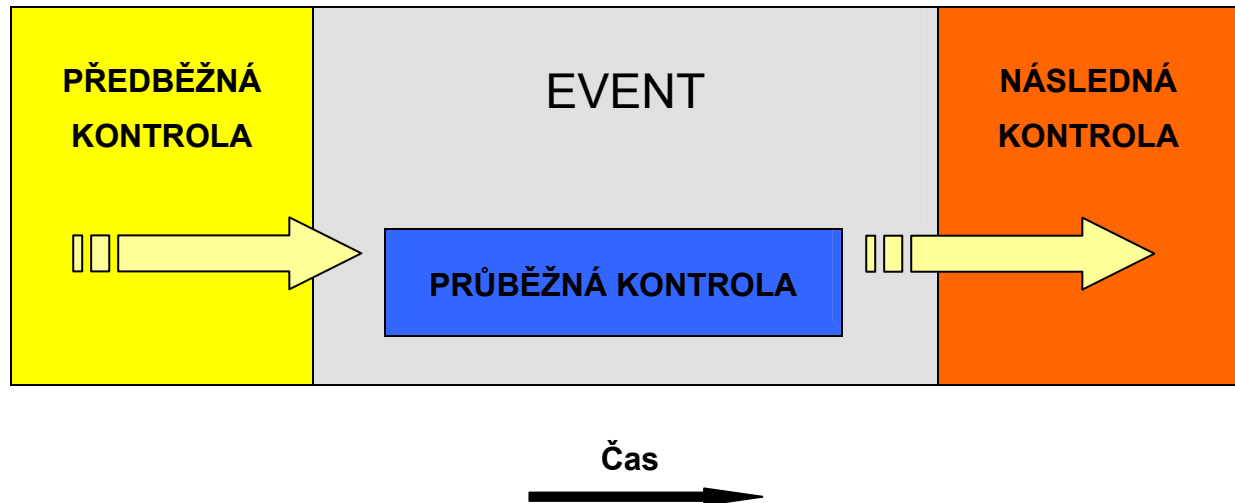 PŘEDBĚŽNÁ
KONTROLA
EVENT
NÁSLEDNÁ
KONTROLA
PRŮBĚŽNÁ KONTROLA
Čas